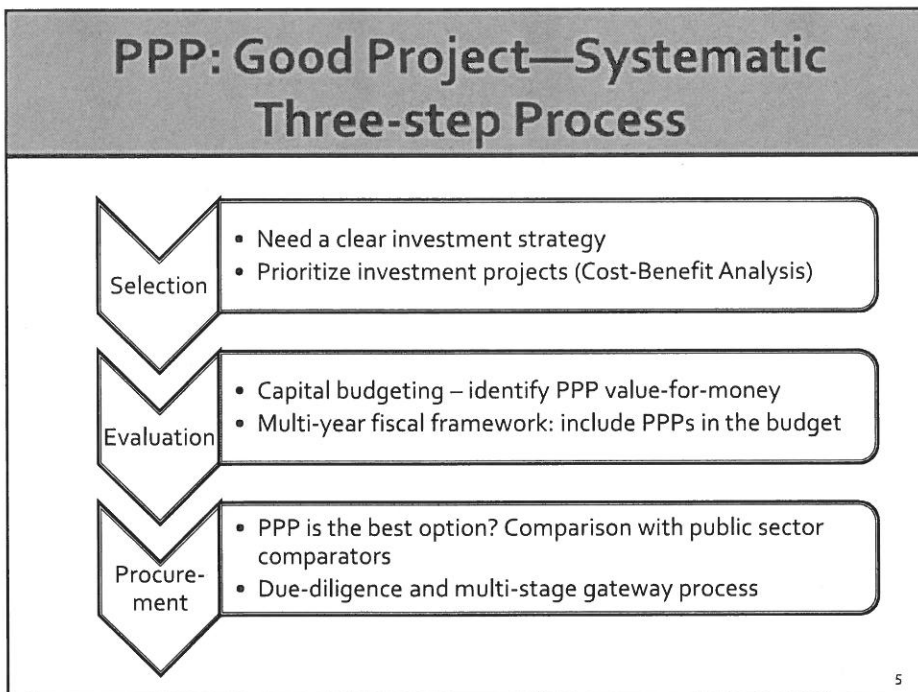 PPP: Good Project—Systematic
Three-step Process
Selection
• Need a clear investment strategy
• Prioritize investment projects (Cost-Benefit Analysis)
Evaluation
• Capital budgeting – identify PPP value-for-money
• Multi-year fiscal framework: include PPPs in the budget
Procure-
ment
• PPP is the best option? Comparison with public sector
comparators
• Due-diligence and multi-stage gateway process
5